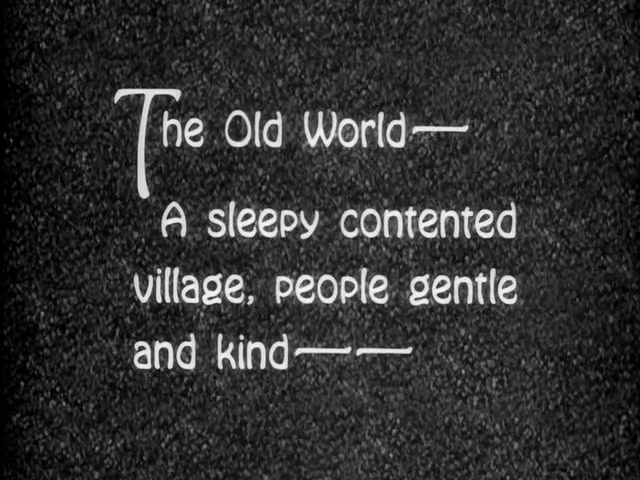 The Old World—
A sleepy contented
village, people gentle
and kind——